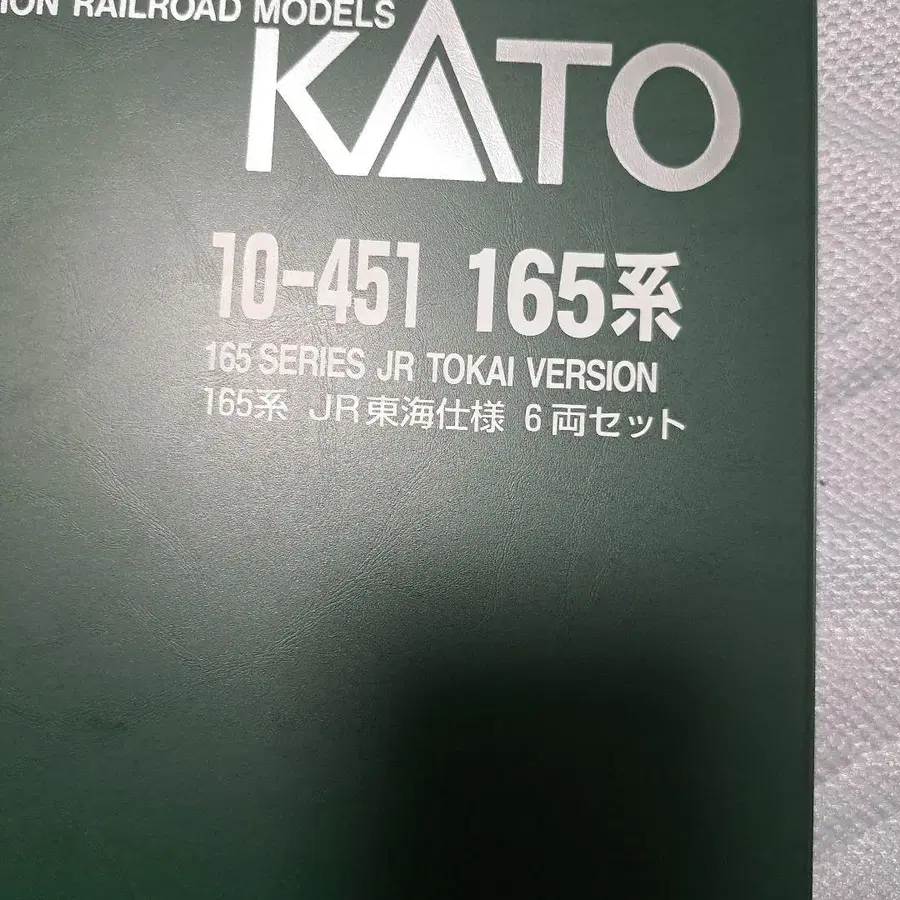 ION RAILROAD MODELS
KATO
10-451 165系
165 SERIES JR TOKAI VERSION
165系 JR東海仕様 6両セット